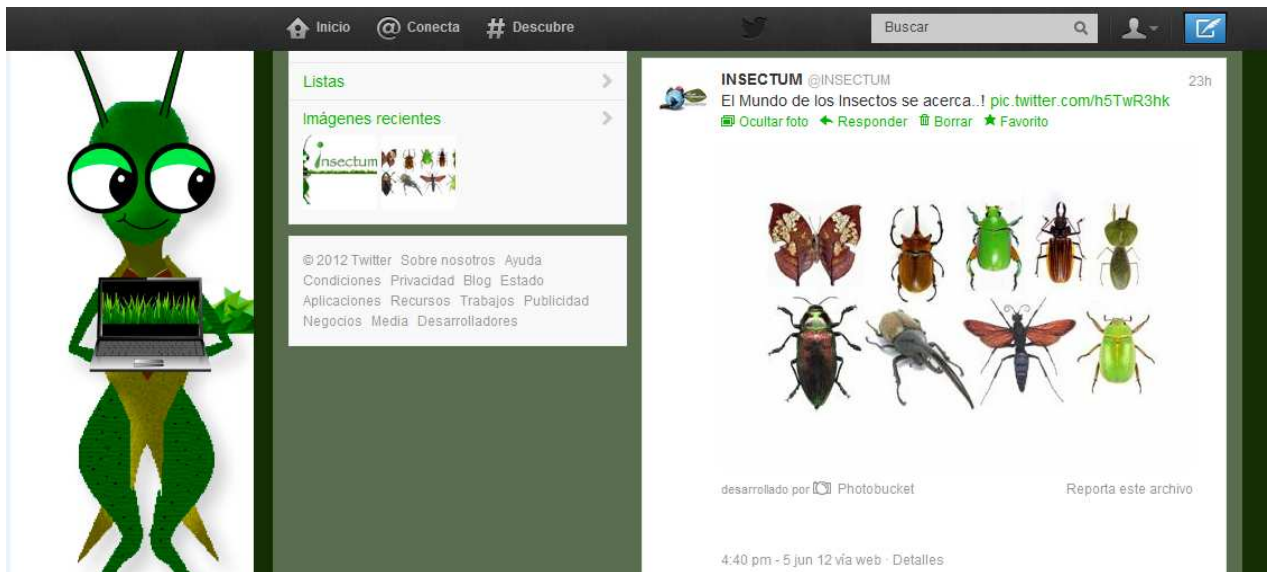 Inicio
Conecta
Descubre
Buscar
Listas
Imágenes recientes
insectum
© 2012 Twitter Sobre nosotros Ayuda
Condiciones Privacidad Blog Estado
Aplicaciones Recursos Trabajos Publicidad
Negocios Media Desarrolladores
INSECTUM @INSECTUM 23h
El Mundo de los Insectos se acerca..! pic.twitter.com/h5TwR3hk
Ocultar foto Responder Borrar Favorito
desarrollado por Photobucket Reporta este archivo
4:40 pm - 5 jun 12 vía web · Detalles